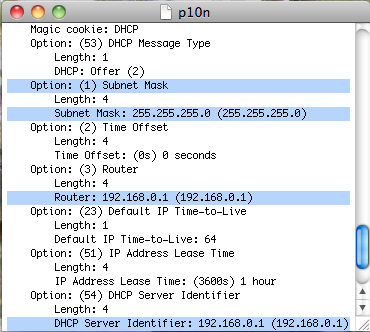 p10n
Magic cookie: DHCP
Option: (53) DHCP Message Type
Length: 1
DHCP: Offer (2)
Option: (1) Subnet Mask
Length: 4
Subnet Mask: 255.255.255.0 (255.255.255.0)
Option: (2) Time Offset
Length: 4
Time Offset: (0s) 0 seconds
Option: (3) Router
Length: 4
Router: 192.168.0.1 (192.168.0.1)
Option: (23) Default IP Time-to-Live
Length: 1
Default IP Time-to-Live: 64
Option: (51) IP Address Lease Time
Length: 4
IP Address Lease Time: (3600s) 1 hour
Option: (54) DHCP Server Identifier
Length: 4
DHCP Server Identifier: 192.168.0.1 (192.168.0.1)